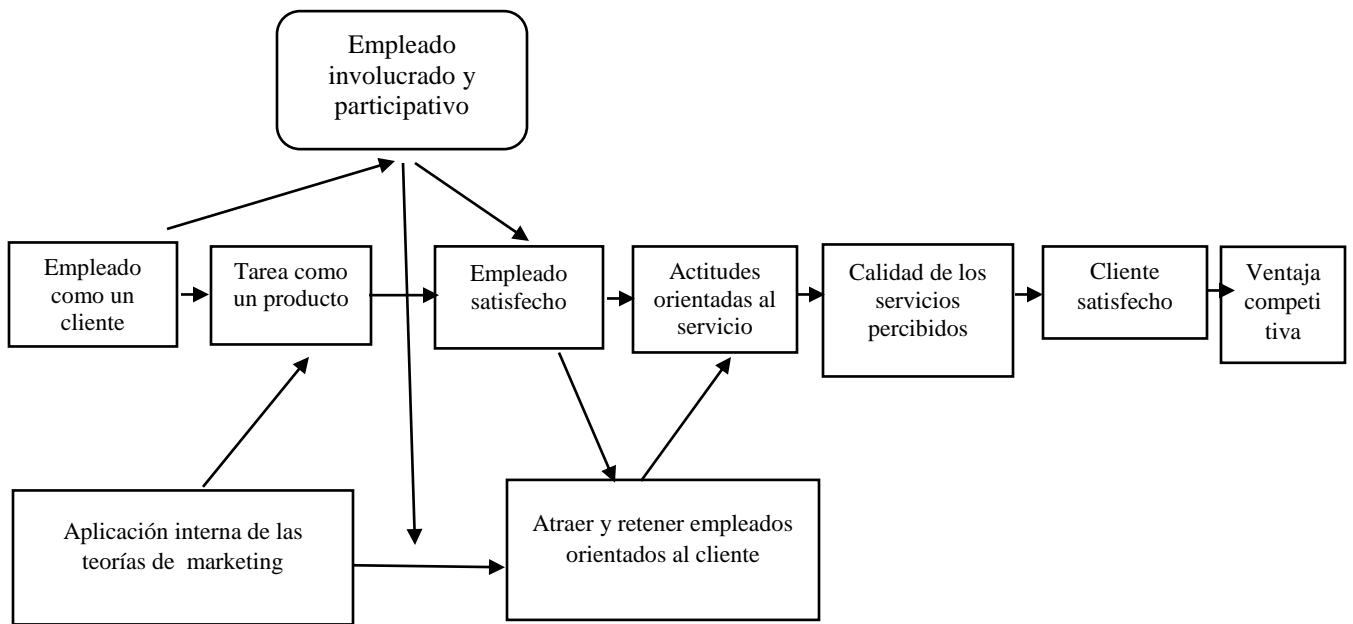 Empleado
involucrado y
participativo
Empleado
como un
cliente
Tarea como
un producto
Empleado
satisfecho
Actitudes
orientadas al
servicio
Calidad de los
servicios
percibidos
Cliente
satisfecho
Ventaja
competi
tiva
Aplicación interna de las
teorías de marketing
Atraer y retener empleados
orientados al cliente